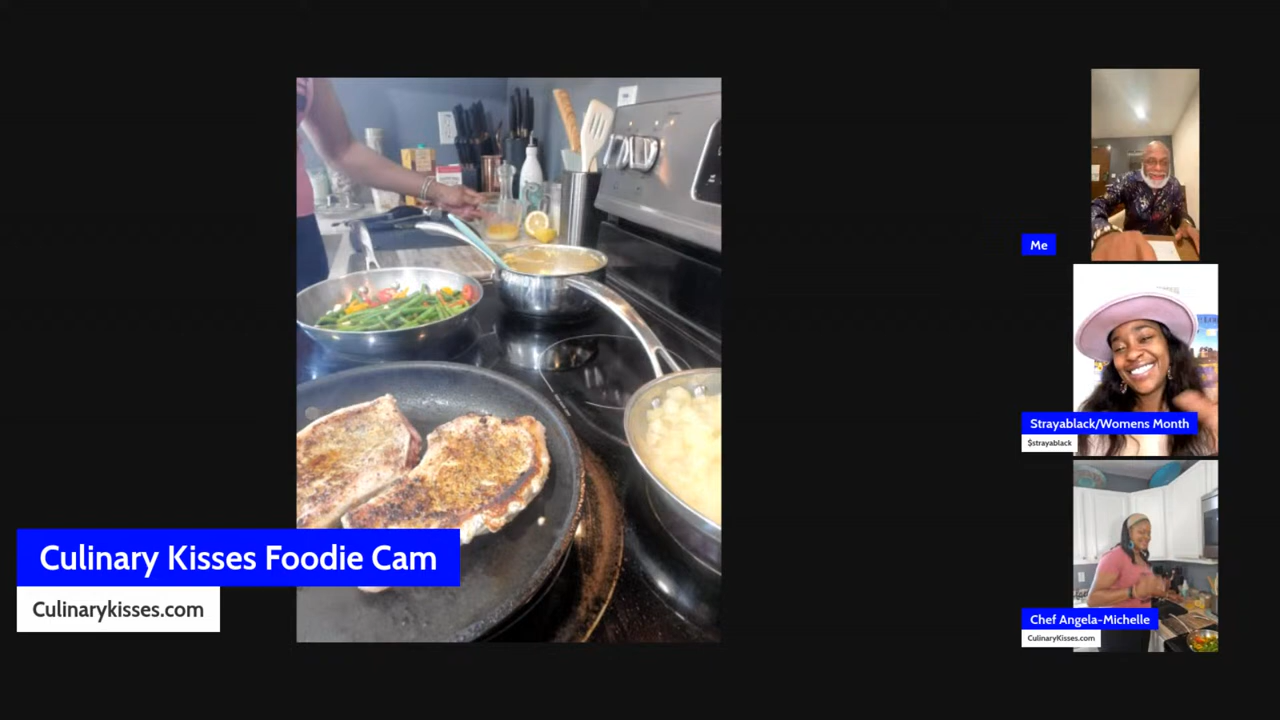 Culinary Kisses Foodie Cam
Culinarykisses.com
Me
Strayablack/Womens Month
$strayablack
Chef Angela-Michelle
CulinaryKisses.com